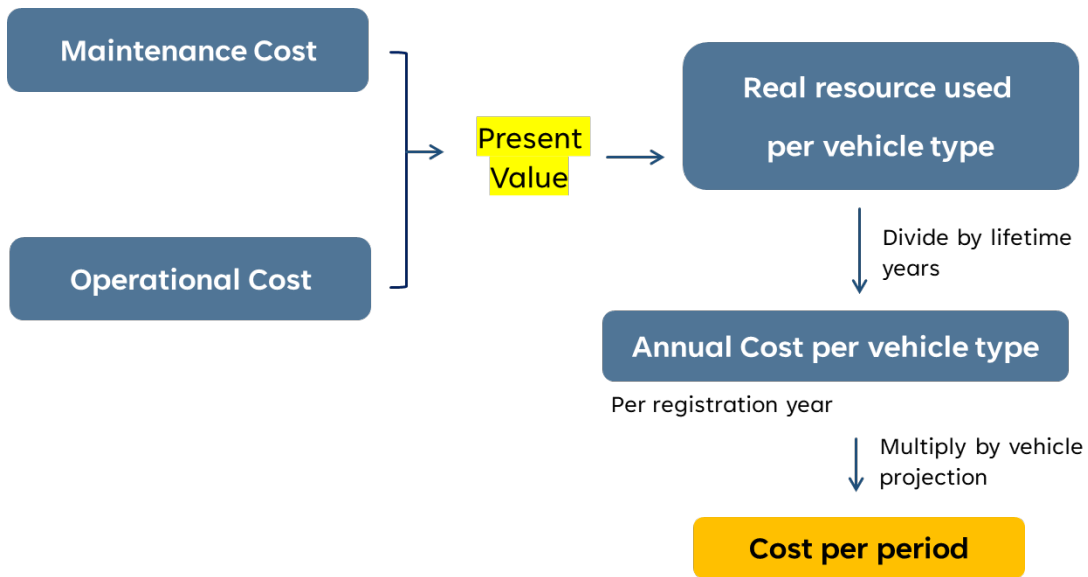 Maintenance Cost
Operational Cost
Present
Value
Real resource used
per vehicle type
Divide by lifetime
years
Annual Cost per vehicle type
Per registration year
Multiply by vehicle
projection
Cost per period